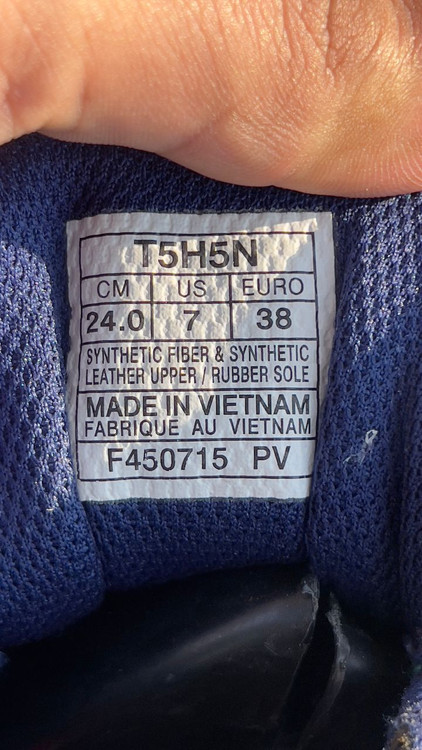 T5H5N
CM US EURO
24.0 7 38
SYNTHETIC FIBER & SYNTHETIC
LEATHER UPPER / RUBBER SOLE
MADE IN VIETNAM
FABRIQUE AU VIETNAM
F450715 PV